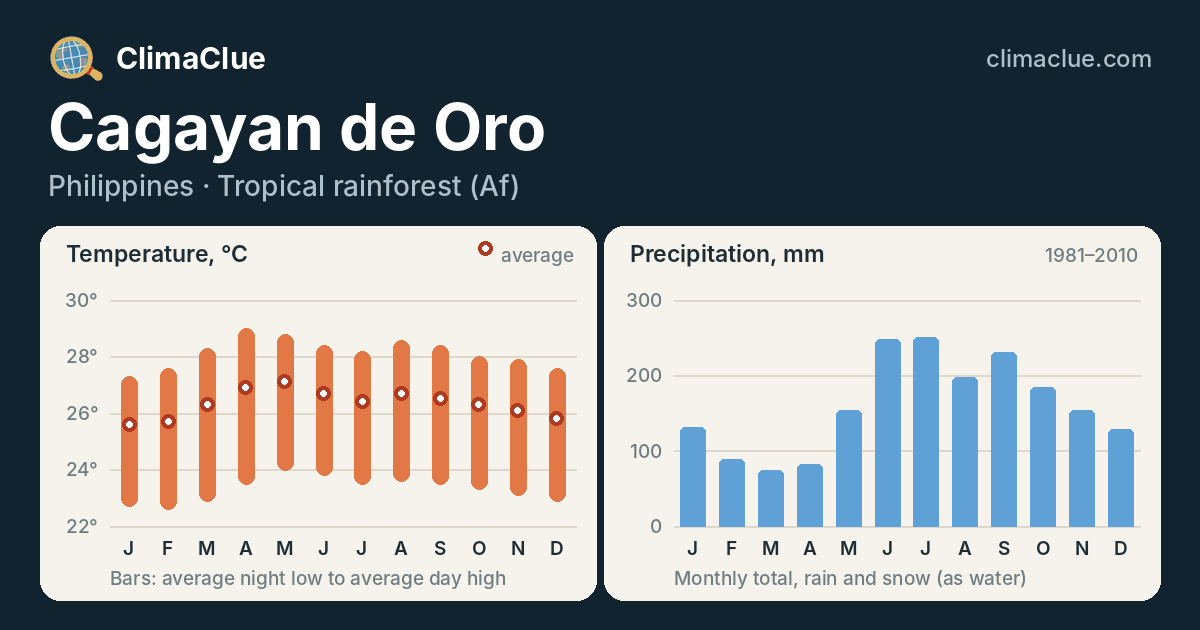 ClimaClue
climaclue.com
Cagayan de Oro
Philippines · Tropical rainforest (Af)
Temperature, °C
average
30°
28°
26°
24°
22°
J F M A M J J A S O N D
Bars: average night low to average day high
Precipitation, mm
1981–2010
300
200
100
0
J F M A M J J A S O N D
Monthly total, rain and snow (as water)